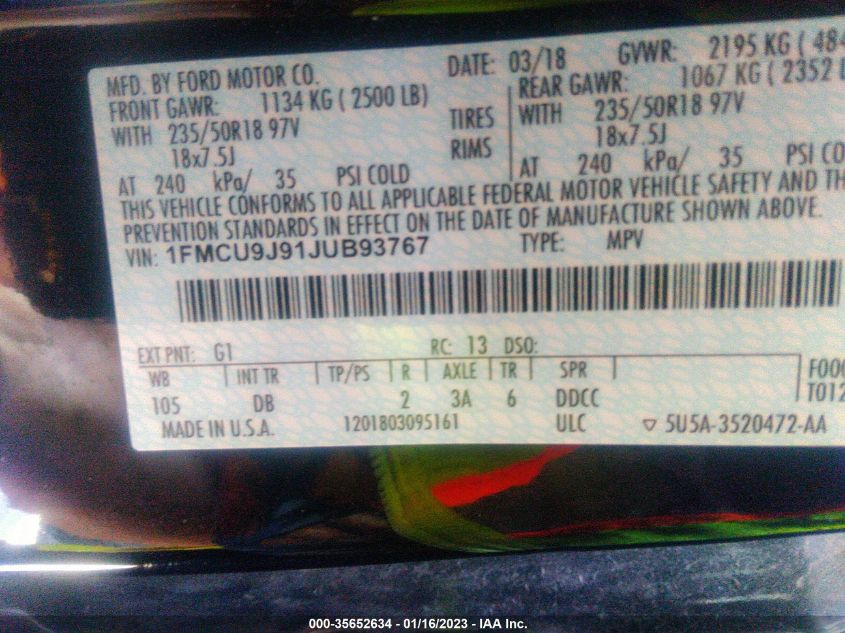 MFD. BY FORD MOTOR CO. DATE: 03/18 GVWR: 2195 KG ( 484
FRONT GAWR: 1134 KG ( 2500 LB) REAR GAWR: 1067 KG ( 2352 L
WITH 235/50R18 97V TIRES WITH 235/50R18 97V
18x7.5J RIMS 18x7.5J
AT 240 kPa/ 35 PSI COLD AT 240 kPa/ 35 PSI CO
THIS VEHICLE CONFORMS TO ALL APPLICABLE FEDERAL MOTOR VEHICLE SAFETY AND TH
PREVENTION STANDARDS IN EFFECT ON THE DATE OF MANUFACTURE SHOWN ABOVE.
VIN: 1FMCU9J91JUB93767 TYPE: MPV
EXT PNT: G1 RC: 13 DSO:
WB INT TR TP/PS R AXLE TR SPR F000
105 DB 2 3A 6 DDCC T012
MADE IN U.S.A. 1201803095161 ULC ▽ 5U5A-3520472-AA
000-35652634 - 01/16/2023 - IAA Inc.